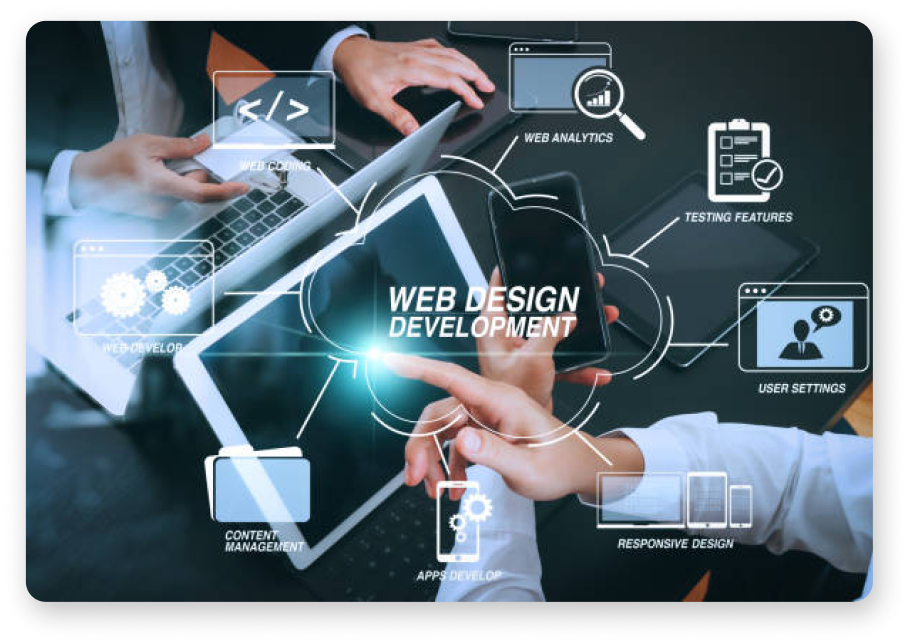 </>
WEB CODING
WEB ANALYTICS
TESTING FEATURES
WEB DEVELOP
WEB DESIGN
DEVELOPMENT
USER SETTINGS
CONTENT
MANAGEMENT
APPS DEVELOP
RESPONSIVE DESIGN